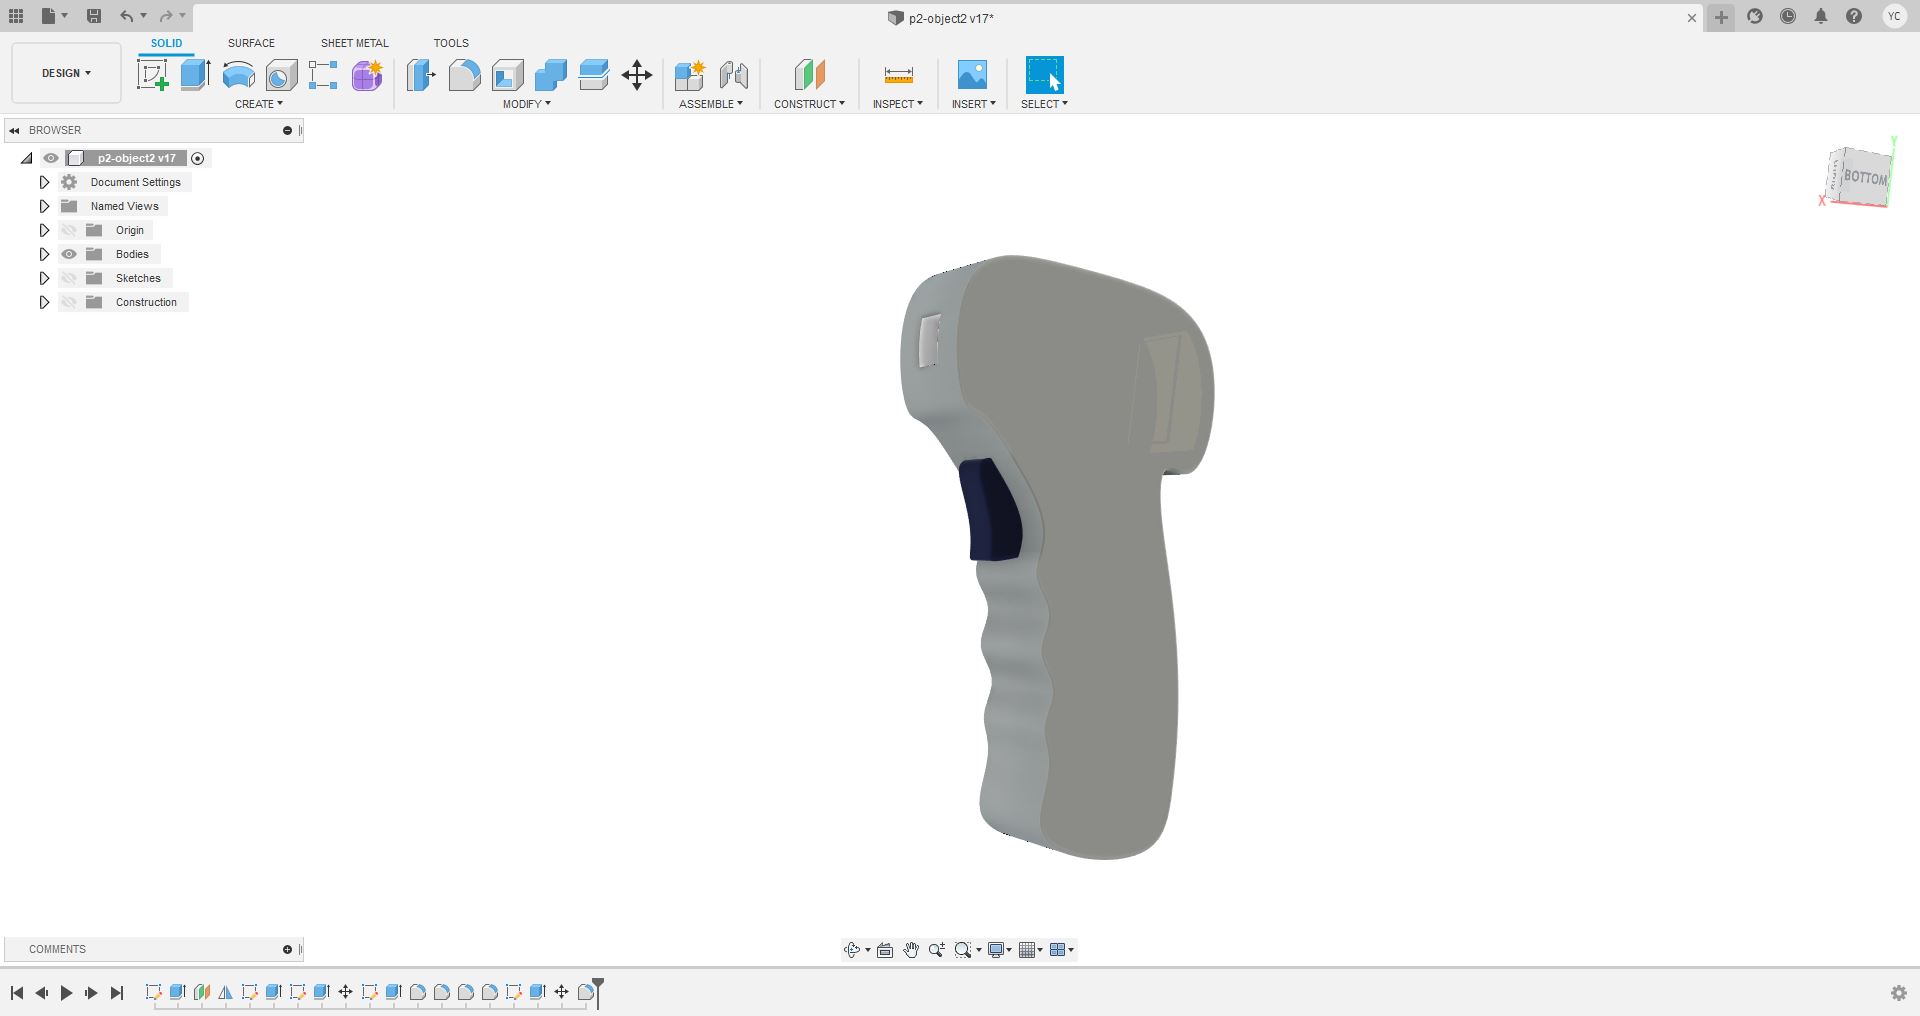 p2-object2 v17*
YC
DESIGN
SOLID
SURFACE
SHEET METAL
TOOLS
CREATE
MODIFY
ASSEMBLE
CONSTRUCT
INSPECT
INSERT
SELECT
BROWSER
p2-object2 v17
Document Settings
Named Views
Origin
Bodies
Sketches
Construction
Y
BOTTOM
X
COMMENTS